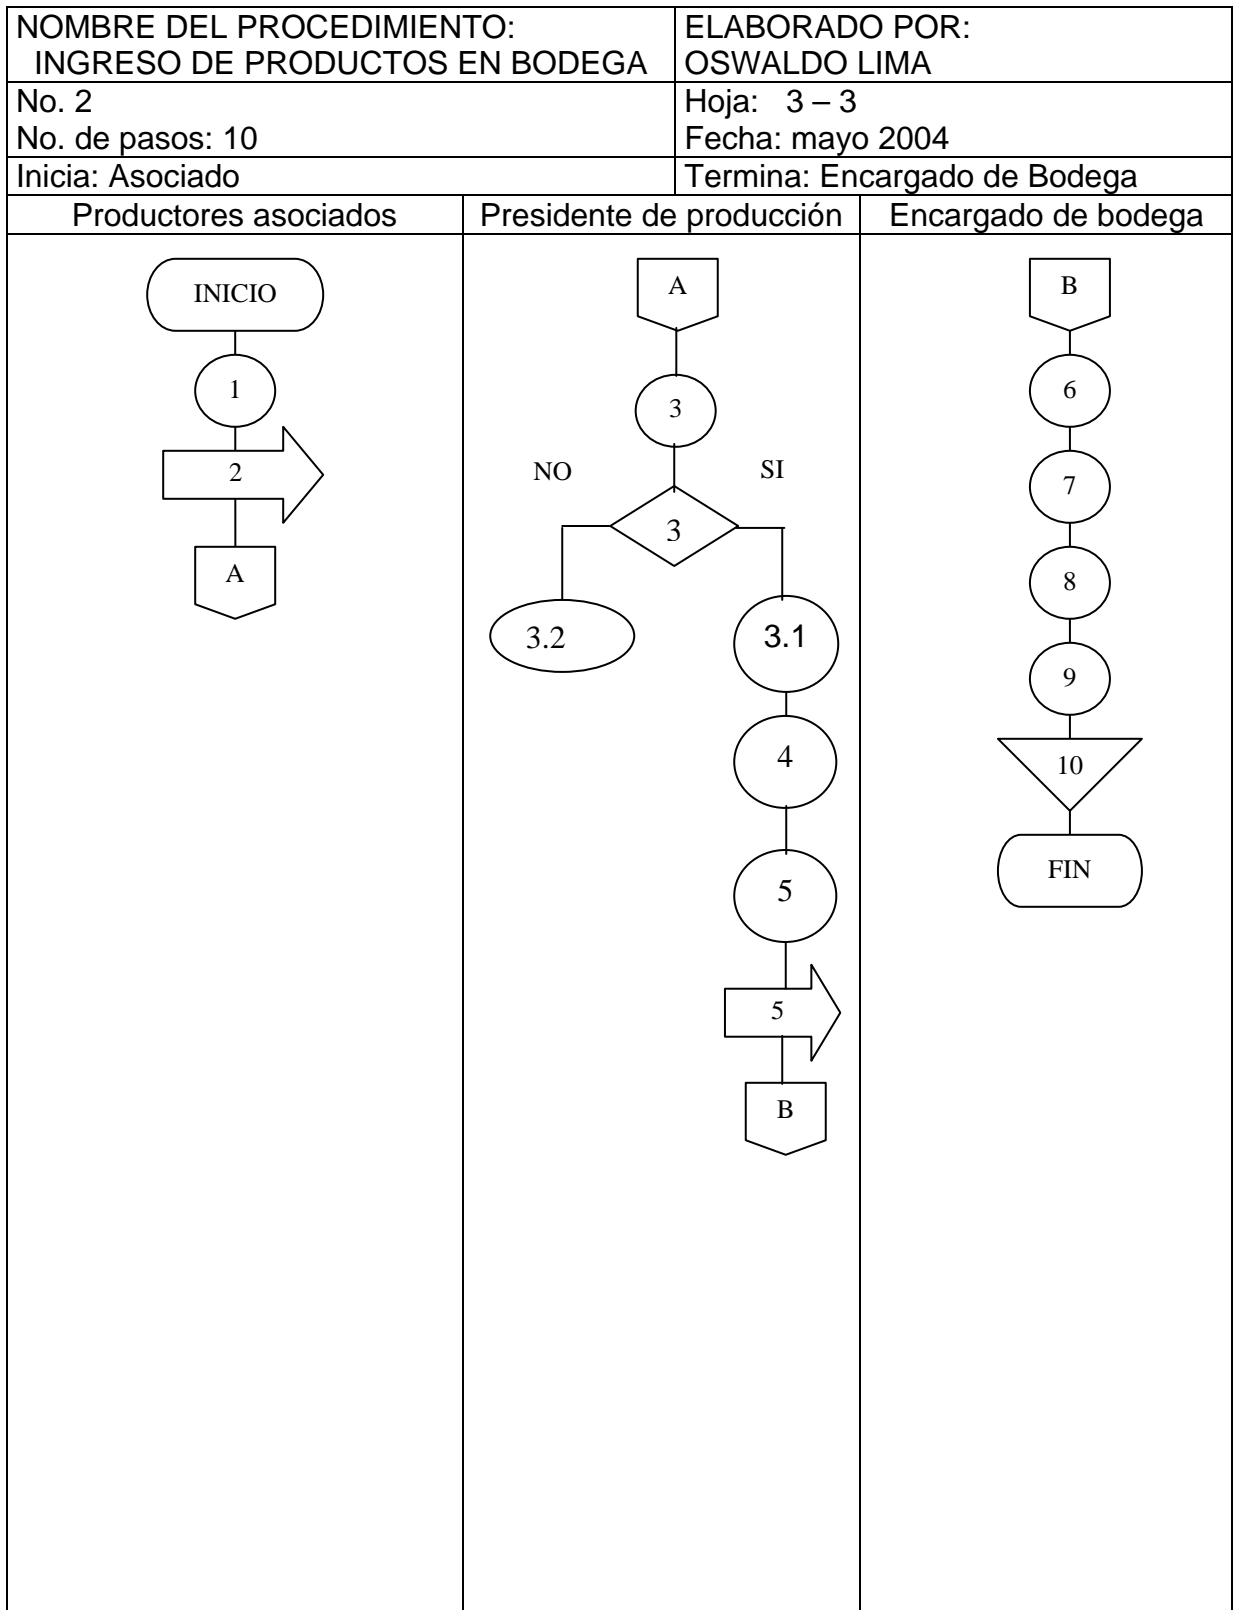 NOMBRE DEL PROCEDIMIENTO:
INGRESO DE PRODUCTOS EN BODEGA
ELABORADO POR:
OSWALDO LIMA
No. 2
No. de pasos: 10
Hoja: 3 – 3
Fecha: mayo 2004
Inicia: Asociado
Termina: Encargado de Bodega
Productores asociados
Presidente de producción
Encargado de bodega
INICIO
1
2
A
A
3
NO
SI
3
3.2
3.1
4
5
5
B
B
6
7
8
9
10
FIN